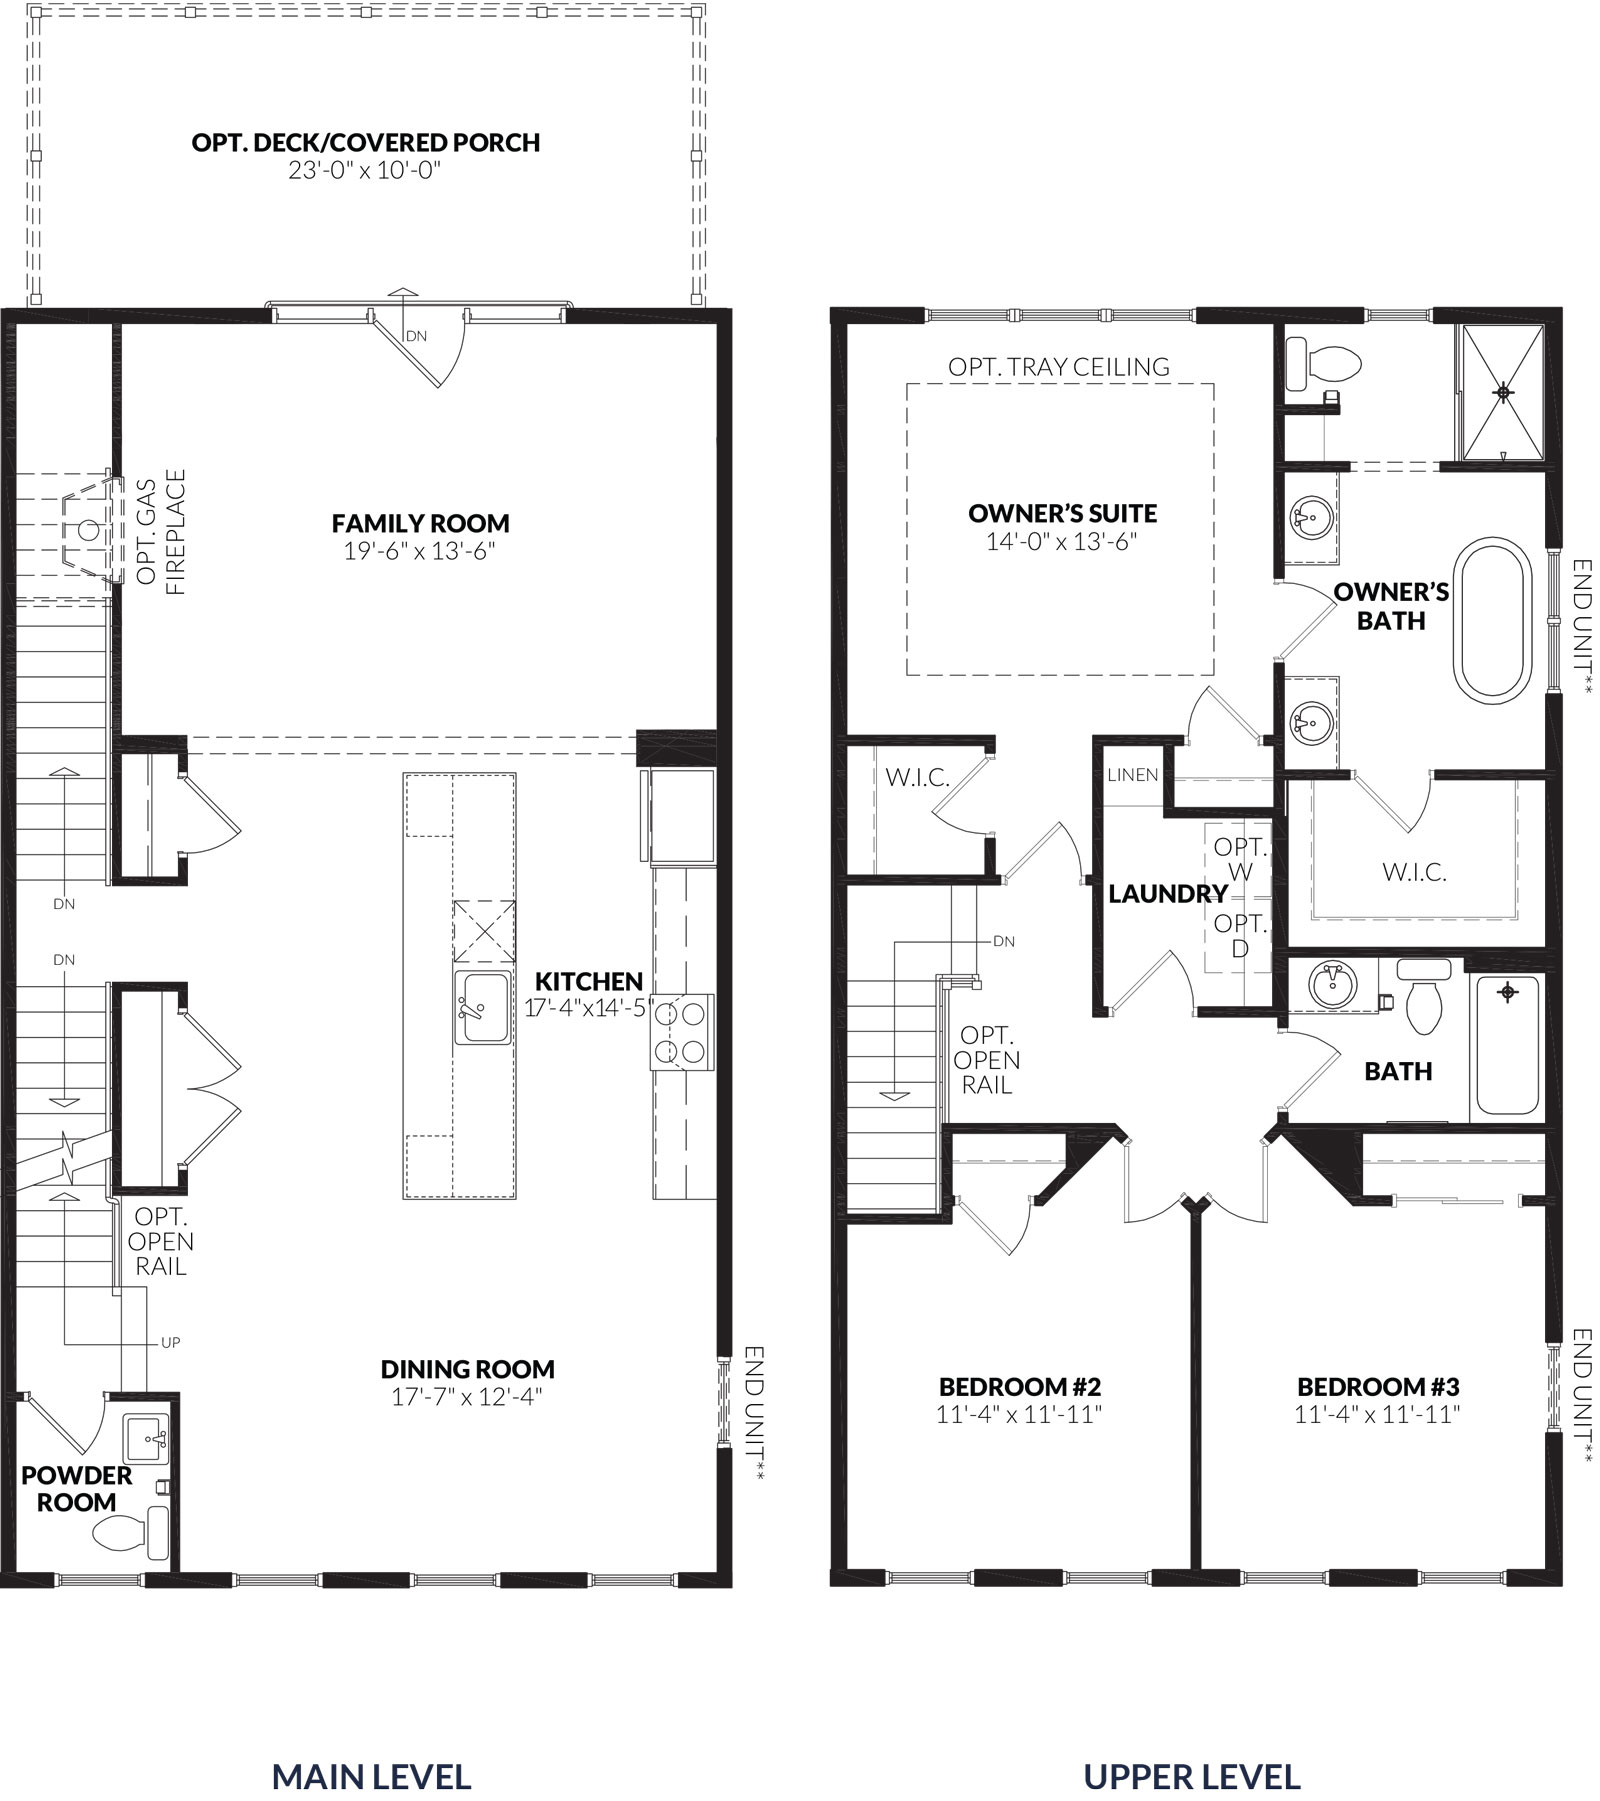 OPT. DECK/COVERED PORCH
23'-0" x 10'-0"
DN
OPT. GAS
FIREPLACE
FAMILY ROOM
19'-6" x 13'-6"
DN
DN
KITCHEN
17'-4"x14'-5"
OPT.
OPEN
RAIL
UP
DINING ROOM
17'-7" x 12'-4"
END UNIT**
POWDER
ROOM
MAIN LEVEL
OPT. TRAY CEILING
OWNER'S SUITE
14'-0" x 13'-6"
OWNER'S
BATH
END UNIT**
W.I.C.
LINEN
OPT.
W
LAUNDRY
OPT.
D
W.I.C.
DN
OPT.
OPEN
RAIL
BATH
BEDROOM #2
11'-4" x 11'-11"
BEDROOM #3
11'-4" x 11'-11"
END UNIT**
UPPER LEVEL